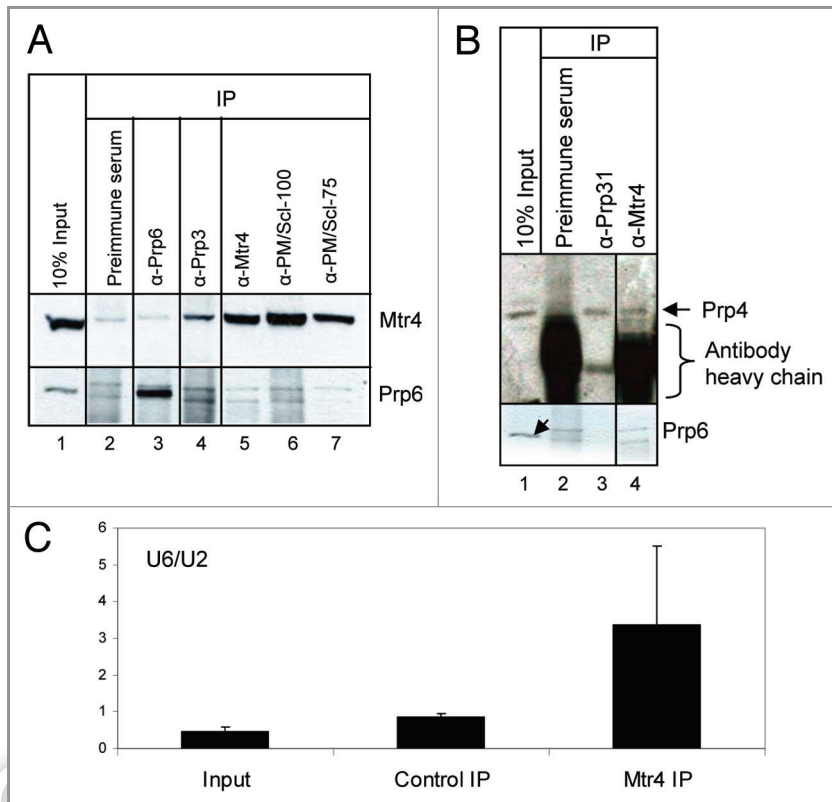 A
IP
10% Input
Preimmune serum
α-Prp6
α-Prp3
α-Mtr4
α-PM/Scl-100
α-PM/Scl-75
Mtr4
Prp6
1 2 3 4 5 6 7
B
IP
10% Input
Preimmune serum
α-Prp31
α-Mtr4
Prp4
Antibody
heavy chain
Prp6
1 2 3 4
C
U6/U2
6
5
4
3
2
1
0
Input Control IP Mtr4 IP